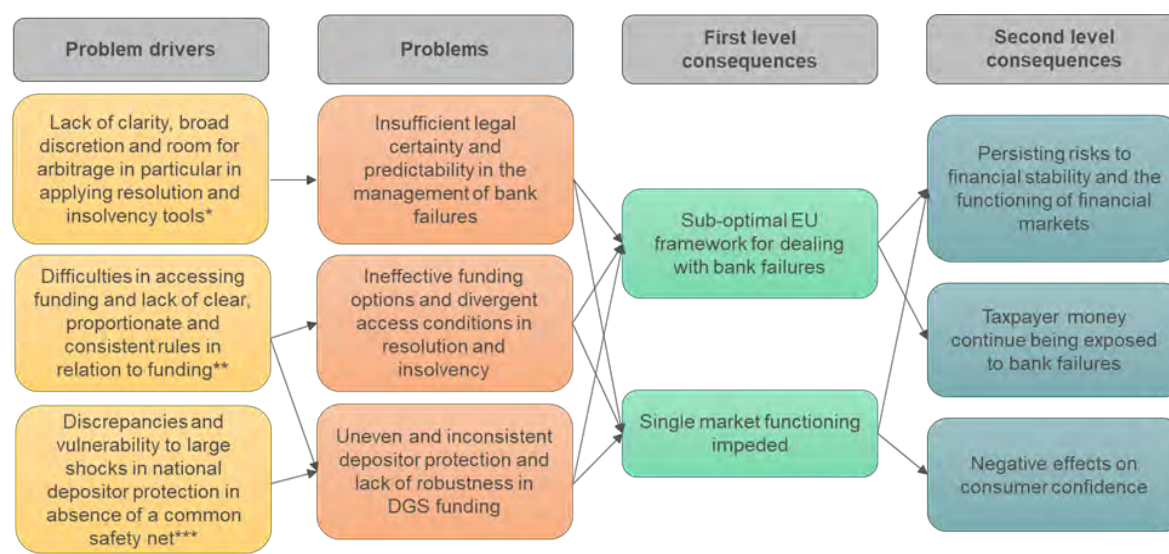 Problem drivers
Problems
First level
consequences
Second level
consequences
Lack of clarity, broad
discretion and room for
arbitrage in particular in
applying resolution and
insolvency tools*
Insufficient legal
certainty and
predictability in the
management of bank
failures
Sub-optimal EU
framework for dealing
with bank failures
Persisting risks to
financial stability and the
functioning of financial
markets
Difficulties in accessing
funding and lack of clear,
proportionate and
consistent rules in
relation to funding**
Ineffective funding
options and divergent
access conditions in
resolution and
insolvency
Taxpayer money
continue being exposed
to bank failures
Discrepancies and
vulnerability to large
shocks in national
depositor protection in
absence of a common
safety net***
Uneven and inconsistent
depositor protection and
lack of robustness in
DGS funding
Single market functioning
impeded
Negative effects on
consumer confidence